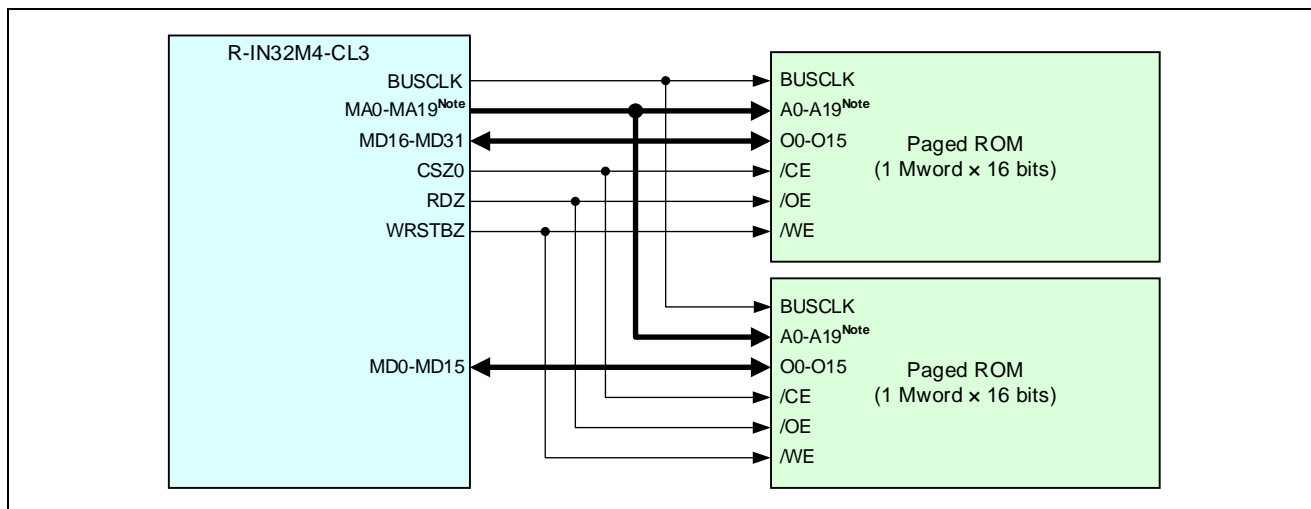 R-IN32M4-CL3
BUSCLK
MA0-MA19Note
MD16-MD31
CSZ0
RDZ
WRSTBZ
MD0-MD15
BUSCLK
A0-A19Note
O0-O15
/CE
/OE
/WE
Paged ROM
(1 Mword × 16 bits)
BUSCLK
A0-A19Note
O0-O15
/CE
/OE
/WE
Paged ROM
(1 Mword × 16 bits)